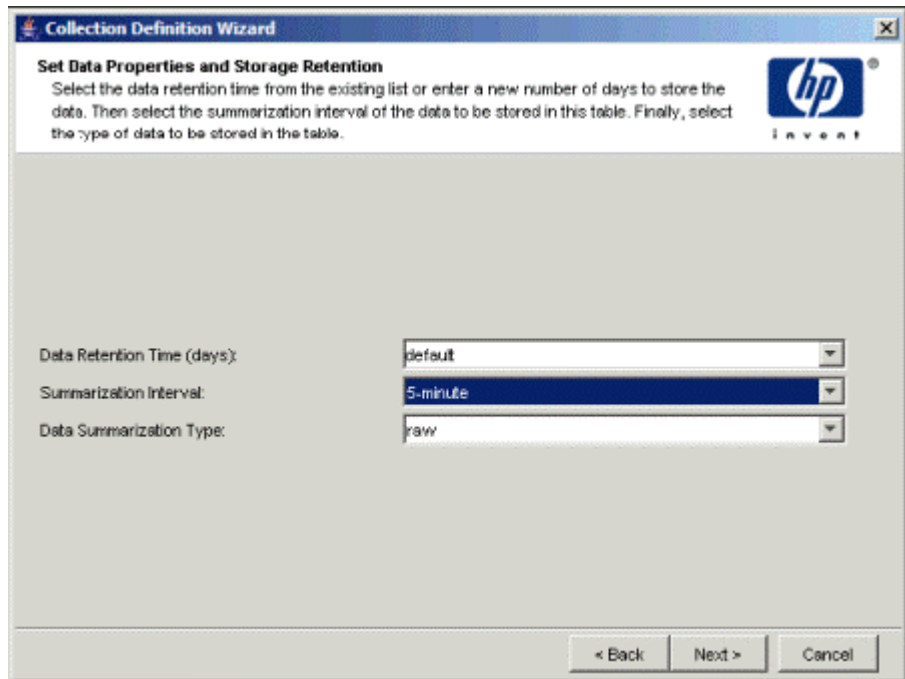 Collection Definition Wizard
Set Data Properties and Storage Retention
Select the data retention time from the existing list or enter a new number of days to store the
data. Then select the summarization interval of the data to be stored in this table. Finally, select
the type of data to be stored in the table.
hp
®
invent
Data Retention Time (days):
default
Summarization Interval:
5-minute
Data Summarization Type:
raw
< Back
Next >
Cancel